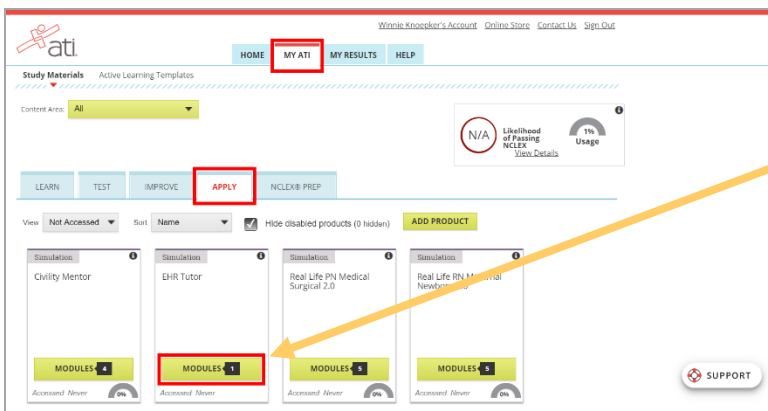 Winnie Knoepker's Account Online Store Contact Us Sign Out
ati
HOME MY ATI MY RESULTS HELP
Study Materials Active Learning Templates
Content Area: All
N/A Likelihood of Passing NCLEX View Details 1% Usage
LEARN TEST IMPROVE APPLY NCLEX® PREP
View Not Accessed Sort Name Hide disabled products (0 hidden) ADD PRODUCT
Simulation Simulation Simulation Simulation
Civility Mentor EHR Tutor Real Life PN Medical Real Life RN
Surgical 2.0 Newborn
MODULES 4 MODULES 1 MODULES 5 MODULES 5
Accessed: Never 0% Accessed: Never 0% Accessed: Never 0% Accessed: Never 0%
SUPPORT